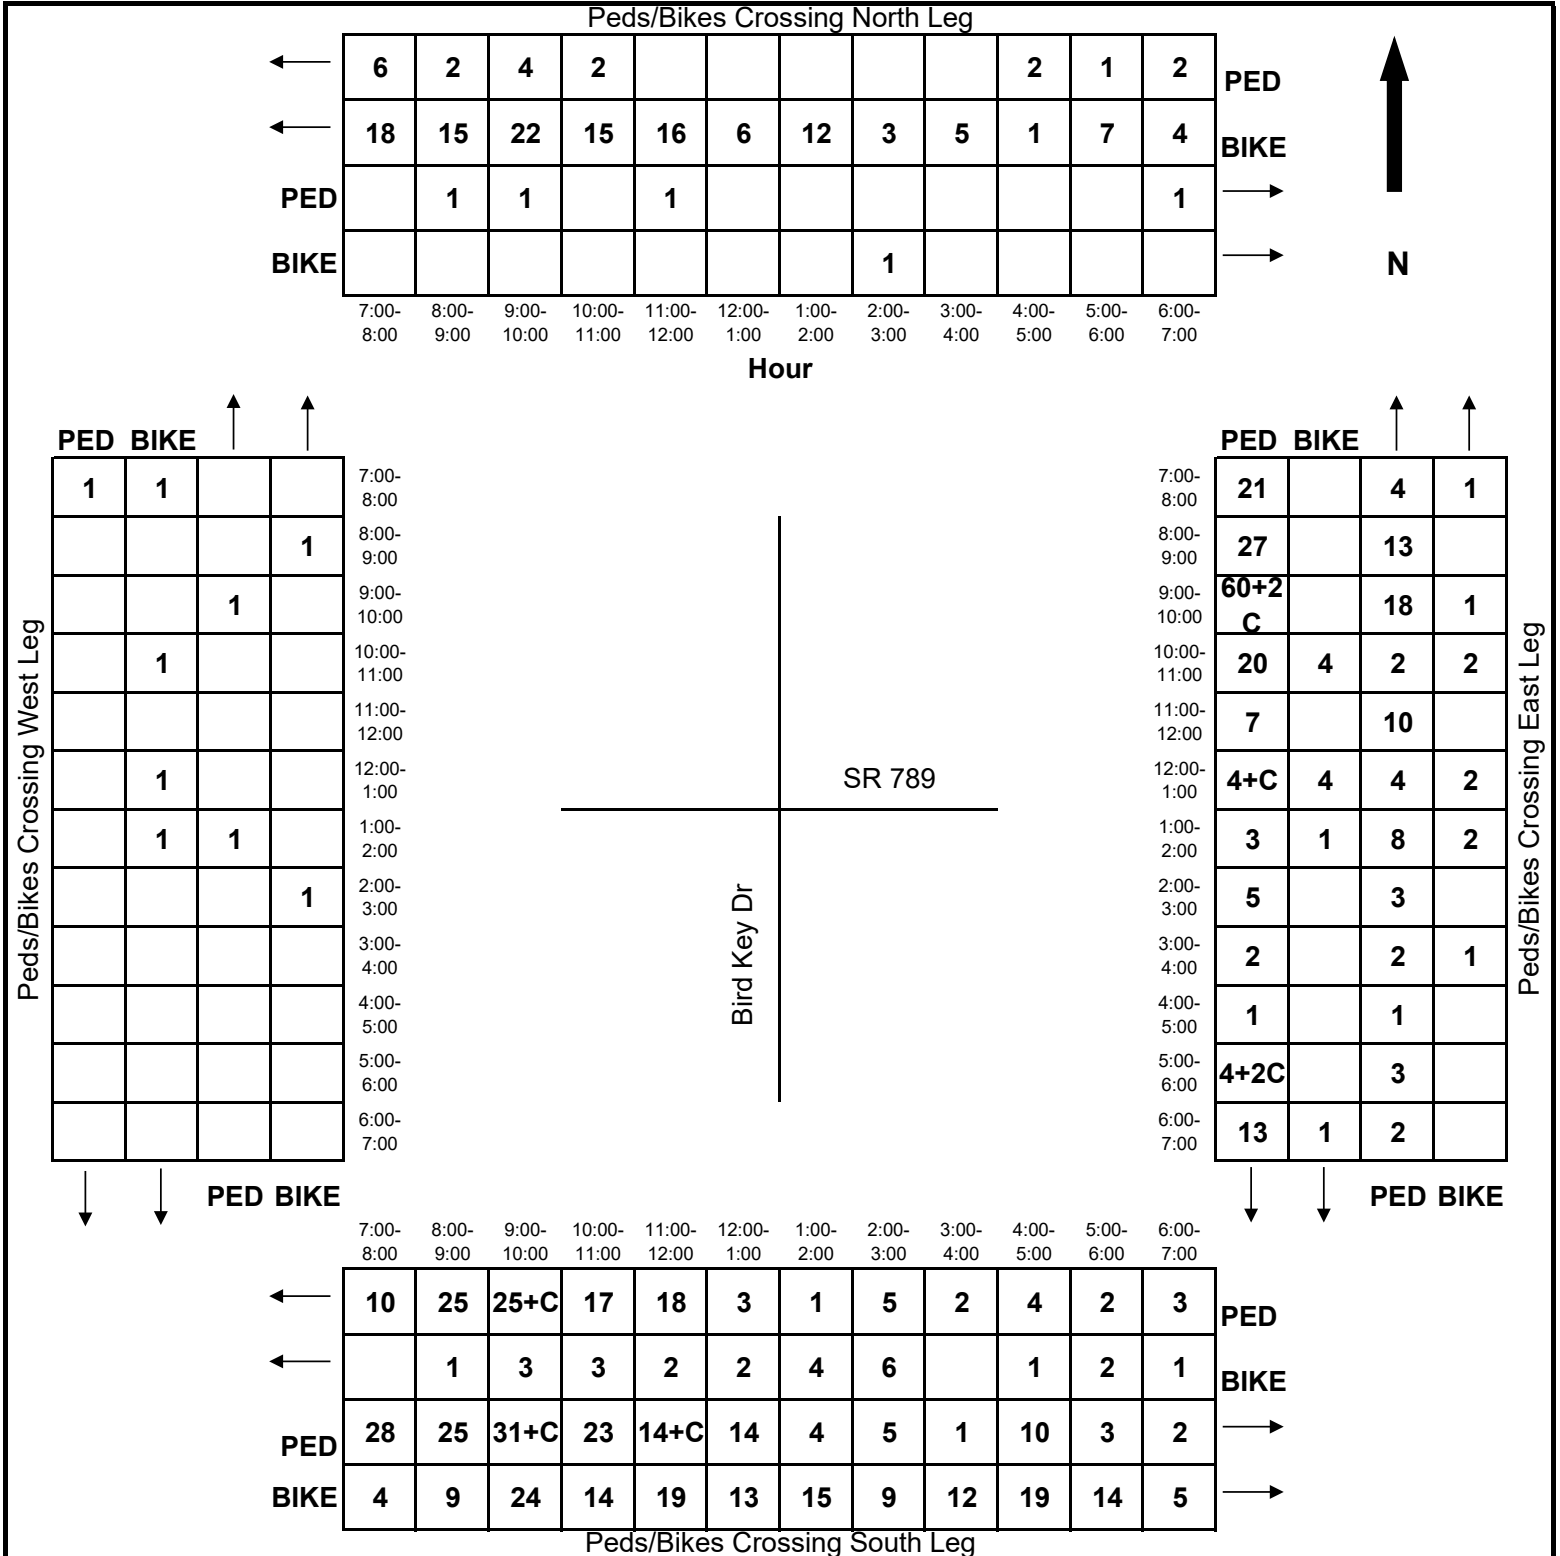 Peds/Bikes Crossing North Leg
6 2 4 2 2 1 2 PED
18 15 22 15 16 6 12 3 5 1 7 4 BIKE
PED 1 1 1 1
BIKE 1 N
7:00- 8:00- 9:00- 10:00- 11:00- 12:00- 1:00- 2:00- 3:00- 4:00- 5:00- 6:00-
8:00 9:00 10:00 11:00 12:00 1:00 2:00 3:00 4:00 5:00 6:00 7:00
Hour
Peds/Bikes Crossing West Leg
PED BIKE
1 1 7:00-
8:00
1 8:00-
9:00
1 9:00-
10:00
1 10:00-
11:00
11:00-
12:00
1 12:00-
1:00
1 1 1:00-
2:00
1 2:00-
3:00
3:00-
4:00
4:00-
5:00
5:00-
6:00
6:00-
7:00
PED BIKE
SR 789
Bird Key Dr
PED BIKE
7:00-
8:00 21 4 1
8:00-
9:00 27 13
9:00-
10:00 60+2
C 18 1
10:00-
11:00 20 4 2 2
11:00-
12:00 7 10
12:00-
1:00 4+C 4 4 2
1:00-
2:00 3 1 8 2
2:00-
3:00 5 3
3:00-
4:00 2 2 1
4:00-
5:00 1 1
5:00-
6:00 4+2C 3
6:00-
7:00 13 1 2
PED BIKE
Peds/Bikes Crossing East Leg
7:00- 8:00- 9:00- 10:00- 11:00- 12:00- 1:00- 2:00- 3:00- 4:00- 5:00- 6:00-
8:00 9:00 10:00 11:00 12:00 1:00 2:00 3:00 4:00 5:00 6:00 7:00
10 25 25+C 17 18 3 1 5 2 4 2 3 PED
1 3 3 2 2 4 6 1 2 1 BIKE
PED 28 25 31+C 23 14+C 14 4 5 1 10 3 2
BIKE 4 9 24 14 19 13 15 9 12 19 14 5
Peds/Bikes Crossing South Leg